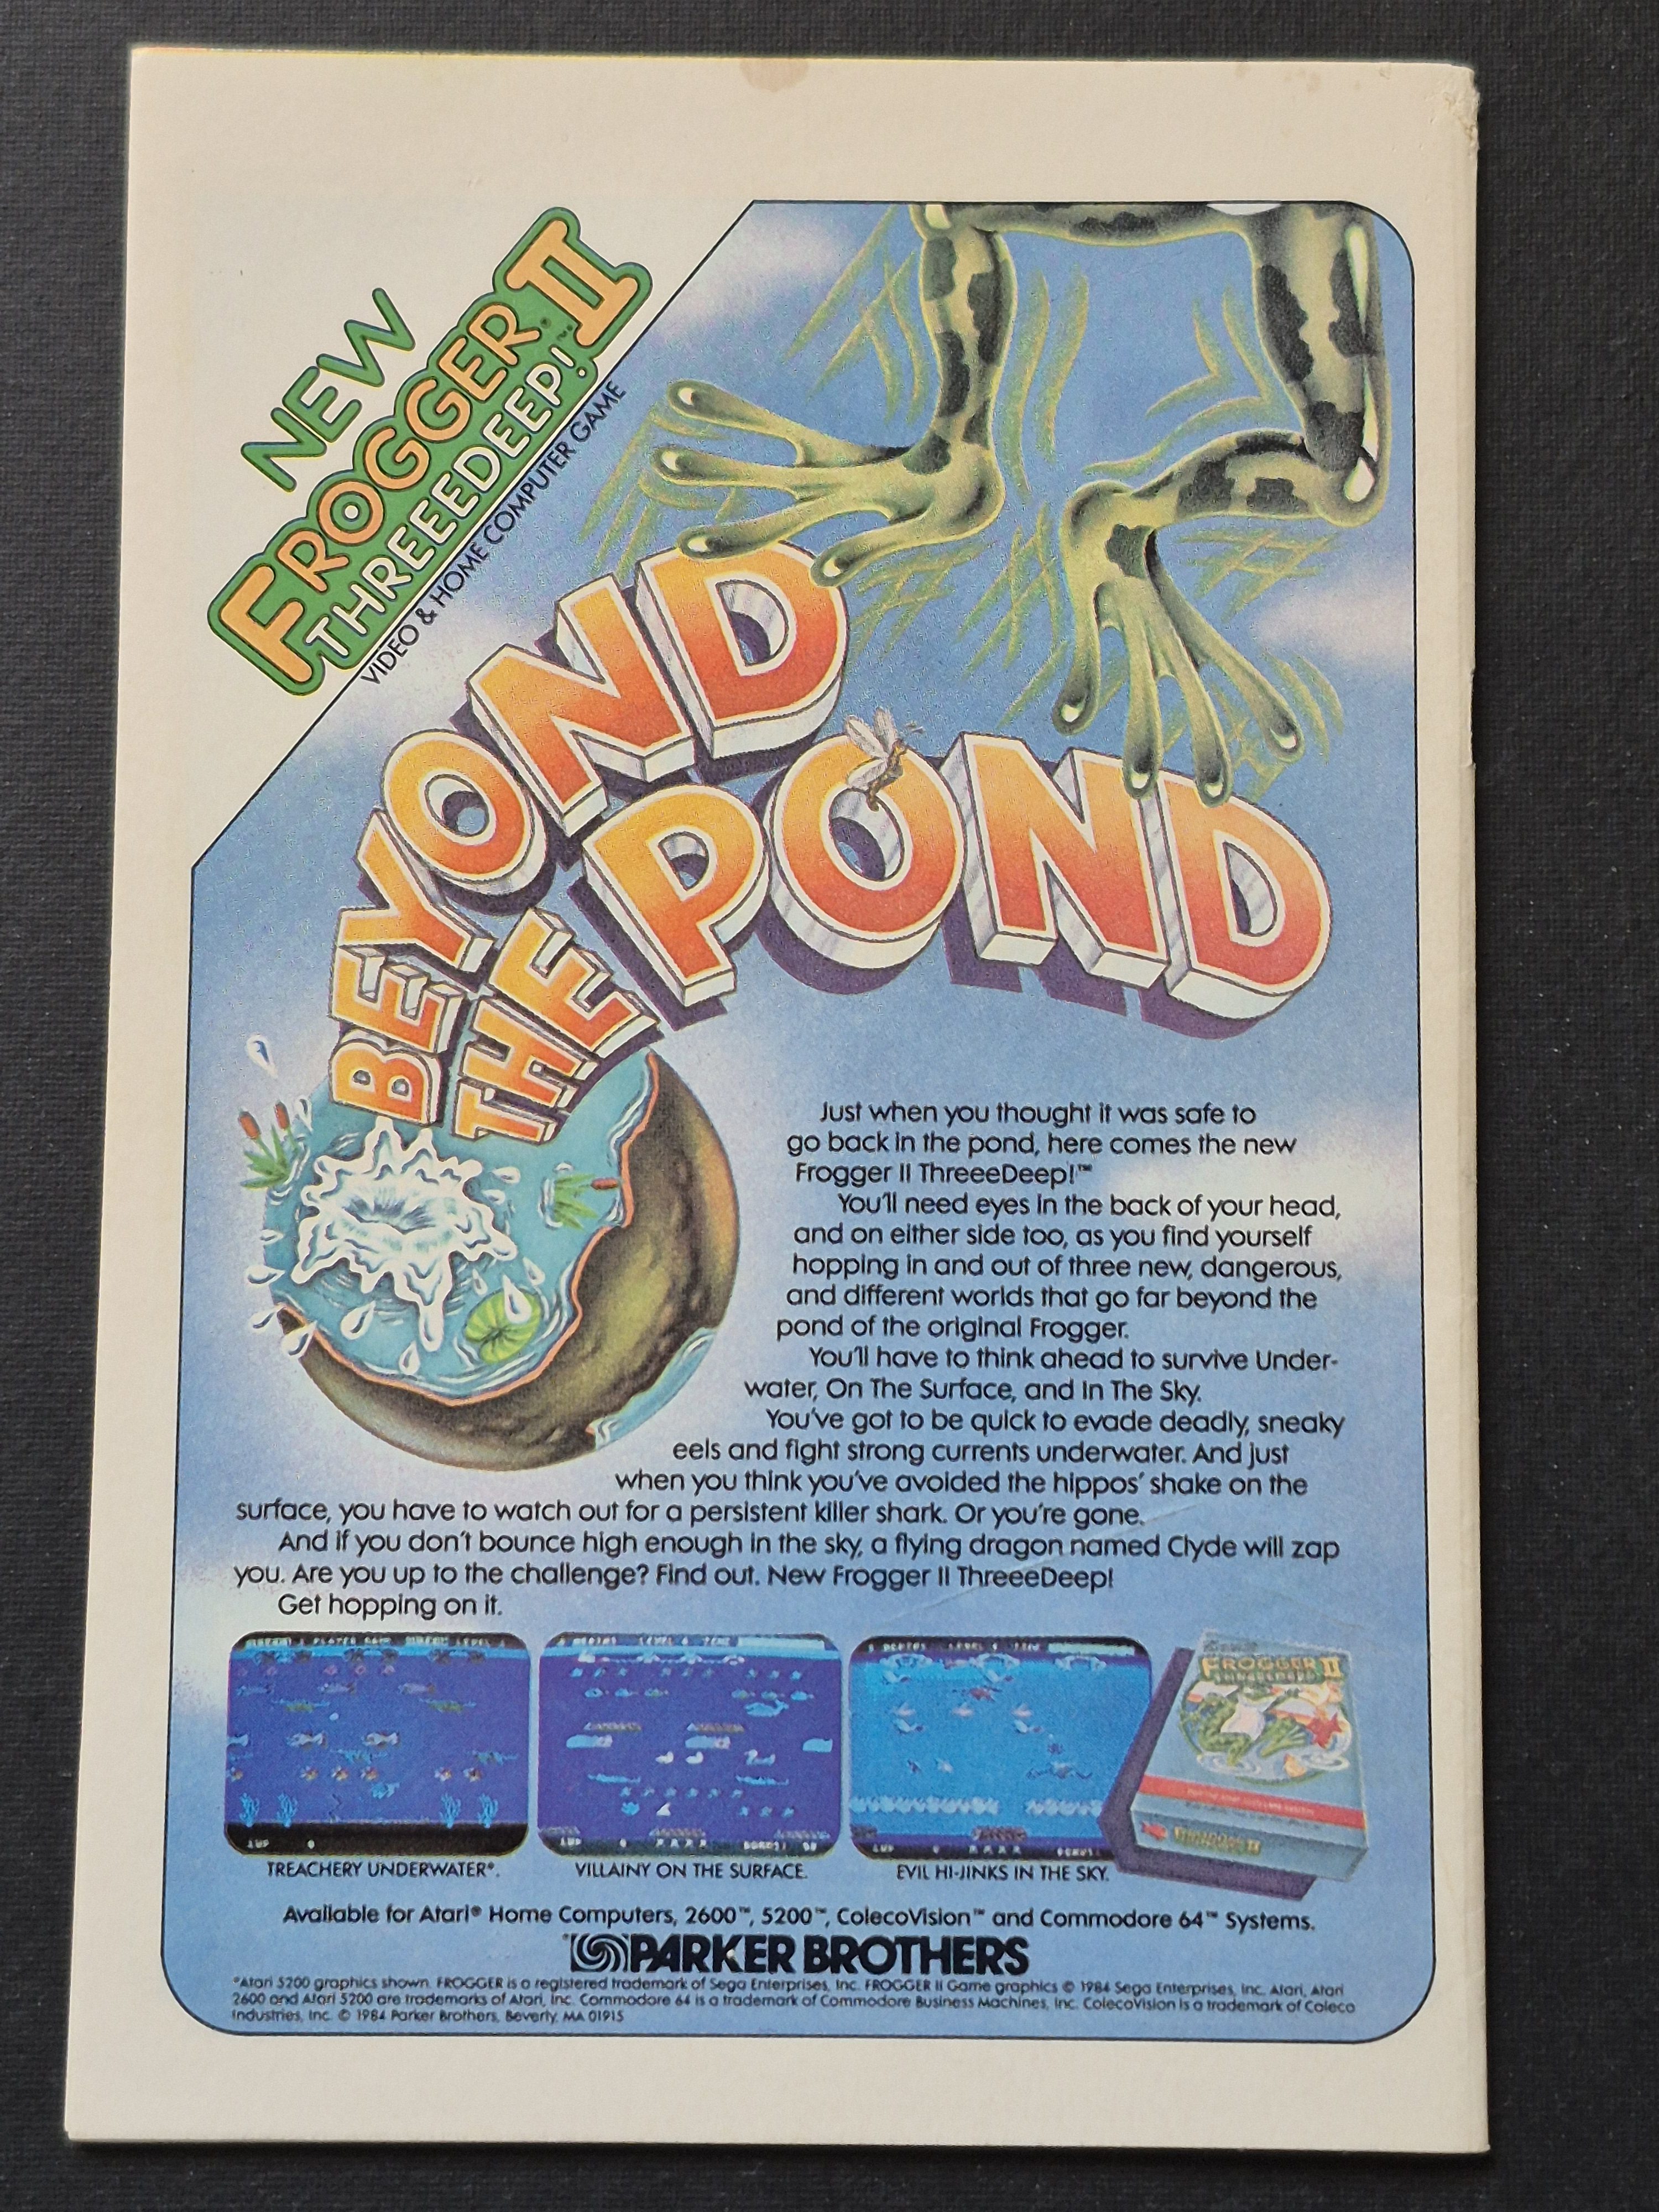 NEW
FROGGER® II
THREEEDEEP!™
VIDEO & HOME COMPUTER GAME
BEYOND
THE
POND
Just when you thought it was safe to
go back in the pond, here comes the new
Frogger II ThreeeDeep!™
You'll need eyes in the back of your head,
and on either side too, as you find yourself
hopping in and out of three new, dangerous,
and different worlds that go far beyond the
pond of the original Frogger.
You'll have to think ahead to survive Under-
water, On The Surface, and In The Sky.
You've got to be quick to evade deadly, sneaky
eels and fight strong currents underwater. And just
when you think you've avoided the hippos' shake on the
surface, you have to watch out for a persistent killer shark. Or you're gone.
And if you don't bounce high enough in the sky, a flying dragon named Clyde will zap
you. Are you up to the challenge? Find out. New Frogger II ThreeeDeep!
Get hopping on it.
FROGGER II
TREACHERY UNDERWATER*.
VILLAINY ON THE SURFACE.
EVIL HI-JINKS IN THE SKY.
Available for Atari® Home Computers, 2600™, 5200™, ColecoVision™ and Commodore 64™ Systems.
PARKER BROTHERS
*Atari 5200 graphics shown. FROGGER is a registered trademark of Sega Enterprises, Inc. FROGGER II Game graphics © 1984 Sega Enterprises, Inc. Atari, Atari
2600 and Atari 5200 are trademarks of Atari, Inc. Commodore 64 is a trademark of Commodore Business Machines, Inc. ColecoVision is a trademark of Coleco
Industries, Inc. © 1984 Parker Brothers, Beverly, MA 01915